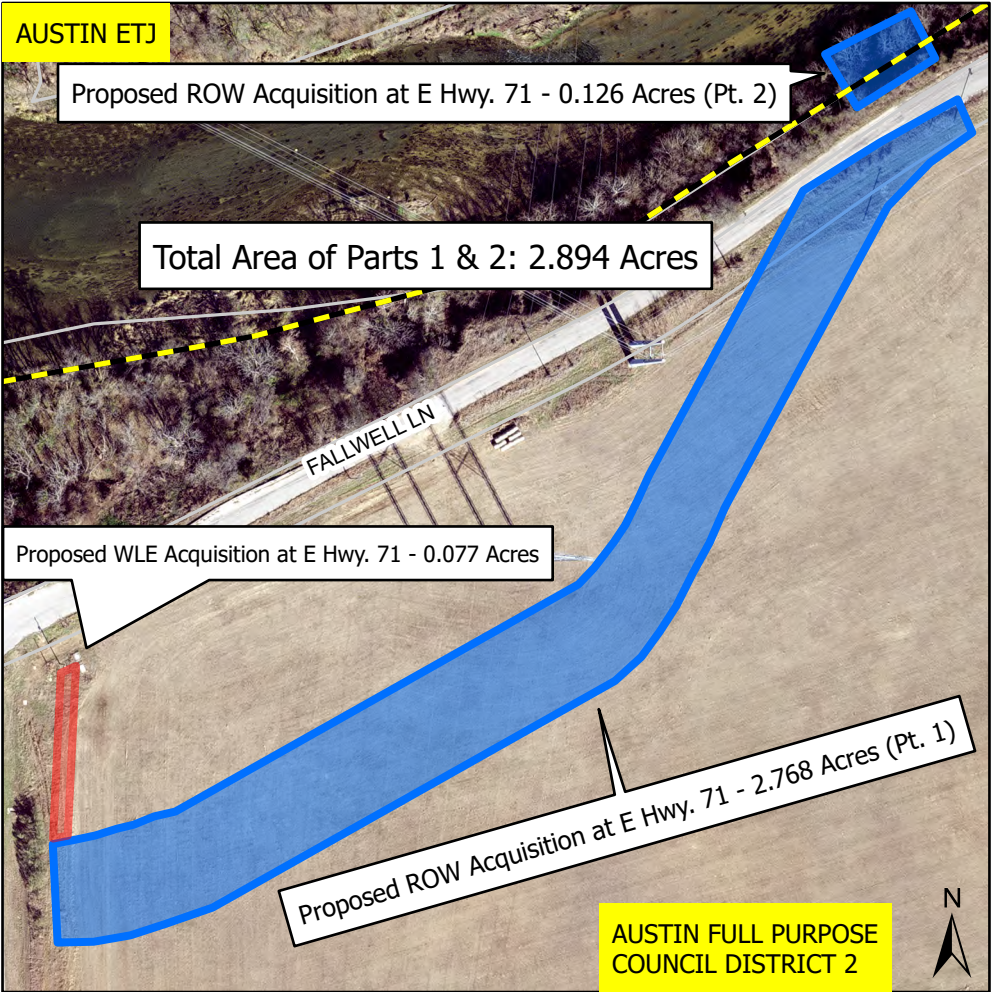 AUSTIN ETJ
Proposed ROW Acquisition at E Hwy. 71 - 0.126 Acres (Pt. 2)
Total Area of Parts 1 & 2: 2.894 Acres
FALLWELL LN
Proposed WLE Acquisition at E Hwy. 71 - 0.077 Acres
Proposed ROW Acquisition at E Hwy. 71 - 2.768 Acres (Pt. 1)
N
AUSTIN FULL PURPOSE
COUNCIL DISTRICT 2